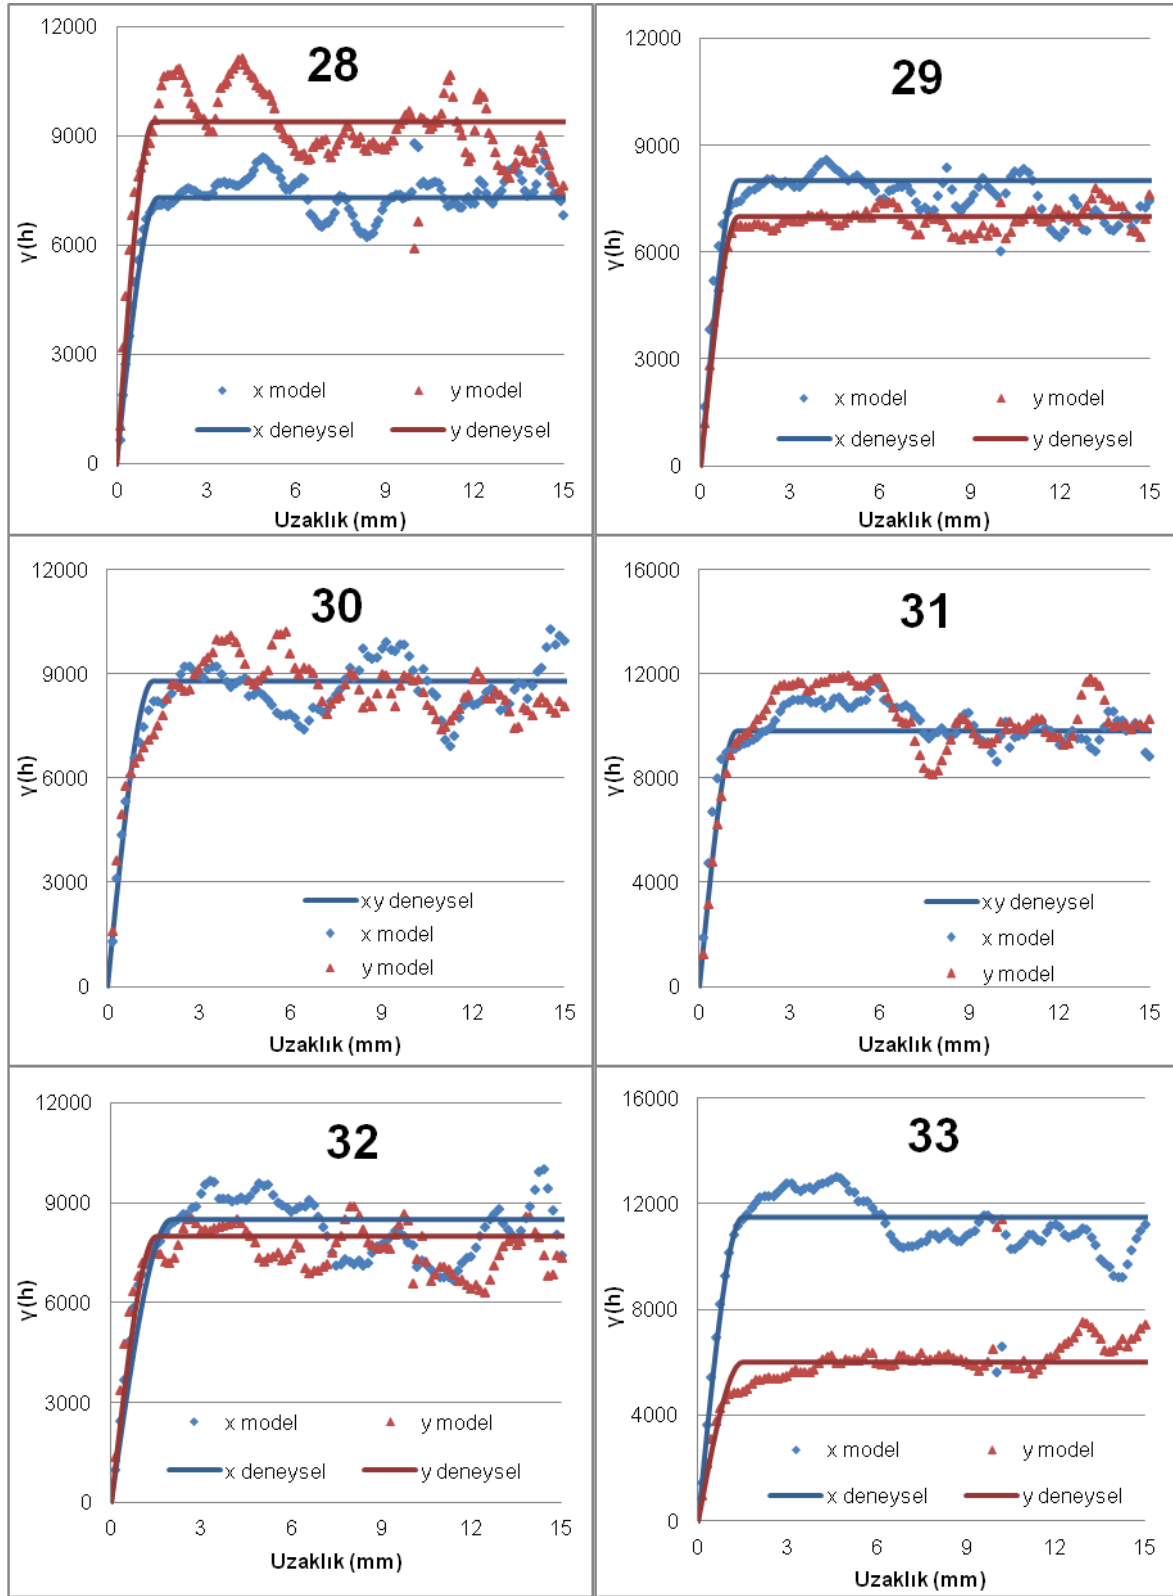 28
12000
9000
6000
3000
0
γ(h)
x model
y model
x deneysel
y deneysel
0 3 6 9 12 15
Uzaklık (mm)
29
12000
9000
6000
3000
0
γ(h)
x model
y model
x deneysel
y deneysel
0 3 6 9 12 15
Uzaklık (mm)
30
12000
9000
6000
3000
0
γ(h)
xy deneysel
x model
y model
0 3 6 9 12 15
Uzaklık (mm)
31
16000
12000
8000
4000
0
γ(h)
xy deneysel
x model
y model
0 3 6 9 12 15
Uzaklık (mm)
32
12000
9000
6000
3000
0
γ(h)
x model
y model
x deneysel
y deneysel
0 3 6 9 12 15
Uzaklık (mm)
33
16000
12000
8000
4000
0
γ(h)
x model
y model
x deneysel
y deneysel
0 3 6 9 12 15
Uzaklık (mm)